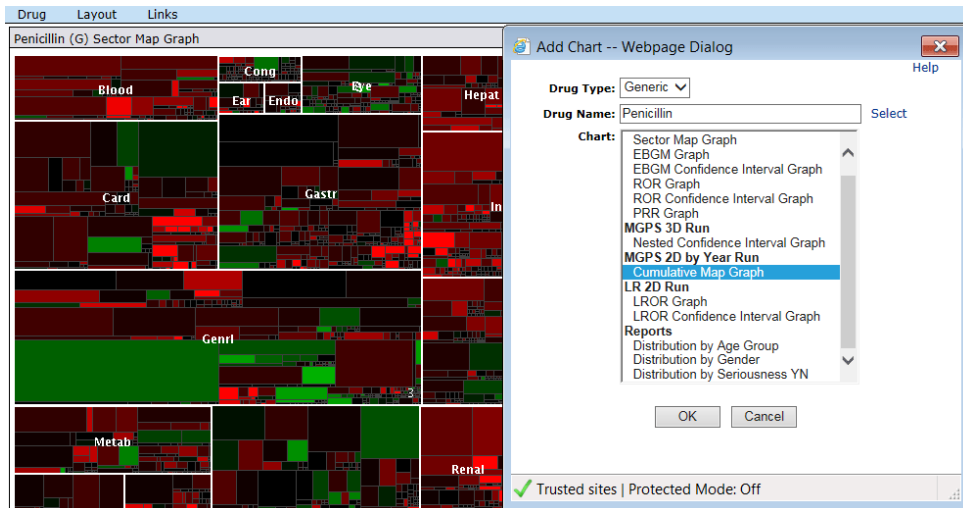 Drug Layout Links
Penicillin (G) Sector Map Graph
Blood
Cong
Eye
Ear
Endo
Hepat
Card
Gastr
In
Genrl
3
Metab
Renal
Add Chart -- Webpage Dialog
Help
Drug Type: Generic
Drug Name: Penicillin Select
Chart:
Sector Map Graph
EBGM Graph
EBGM Confidence Interval Graph
ROR Graph
ROR Confidence Interval Graph
PRR Graph
MGPS 3D Run
Nested Confidence Interval Graph
MGPS 2D by Year Run
Cumulative Map Graph
LR 2D Run
LROR Graph
LROR Confidence Interval Graph
Reports
Distribution by Age Group
Distribution by Gender
Distribution by Seriousness YN
OK Cancel
Trusted sites | Protected Mode: Off